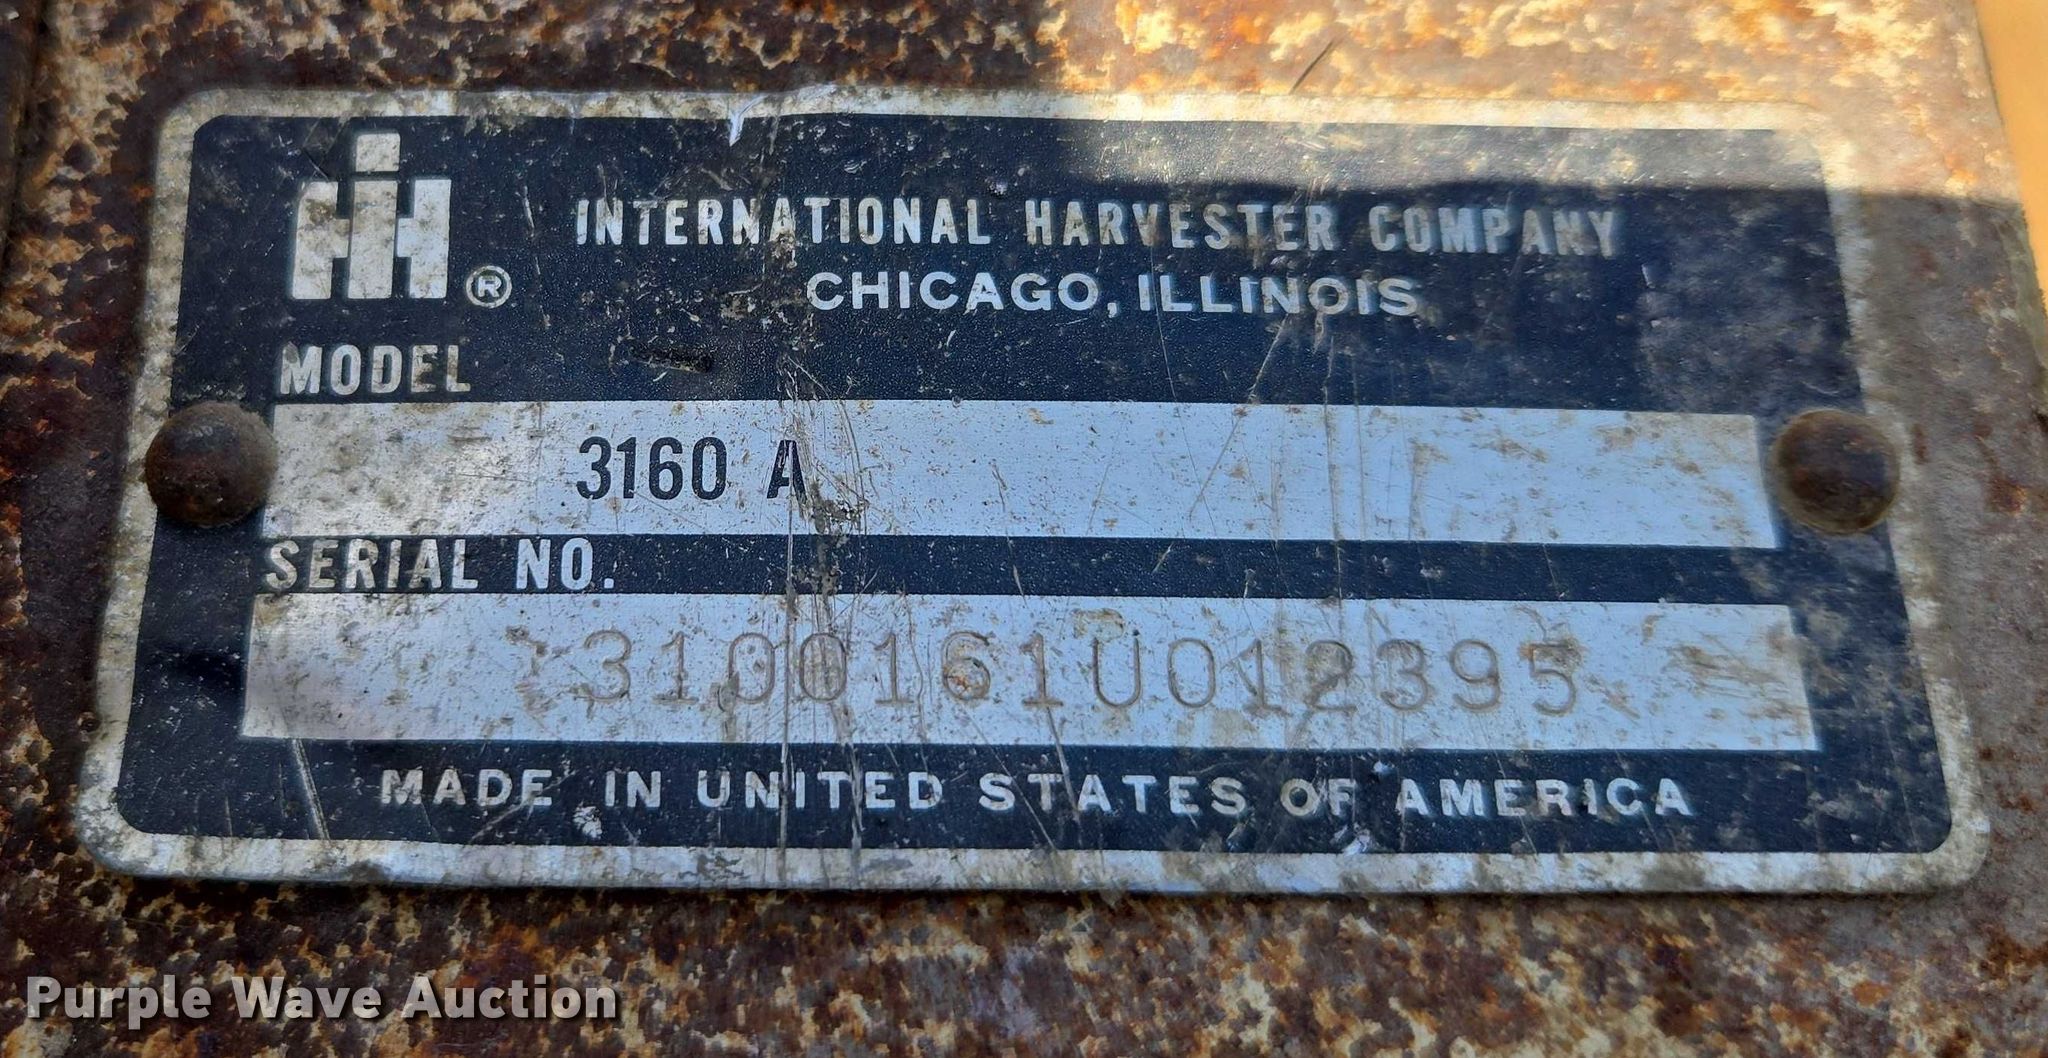 IH ®
INTERNATIONAL HARVESTER COMPANY
CHICAGO, ILLINOIS
MODEL
3160 A
SERIAL NO.
3100161U012395
MADE IN UNITED STATES OF AMERICA
Purple Wave Auction